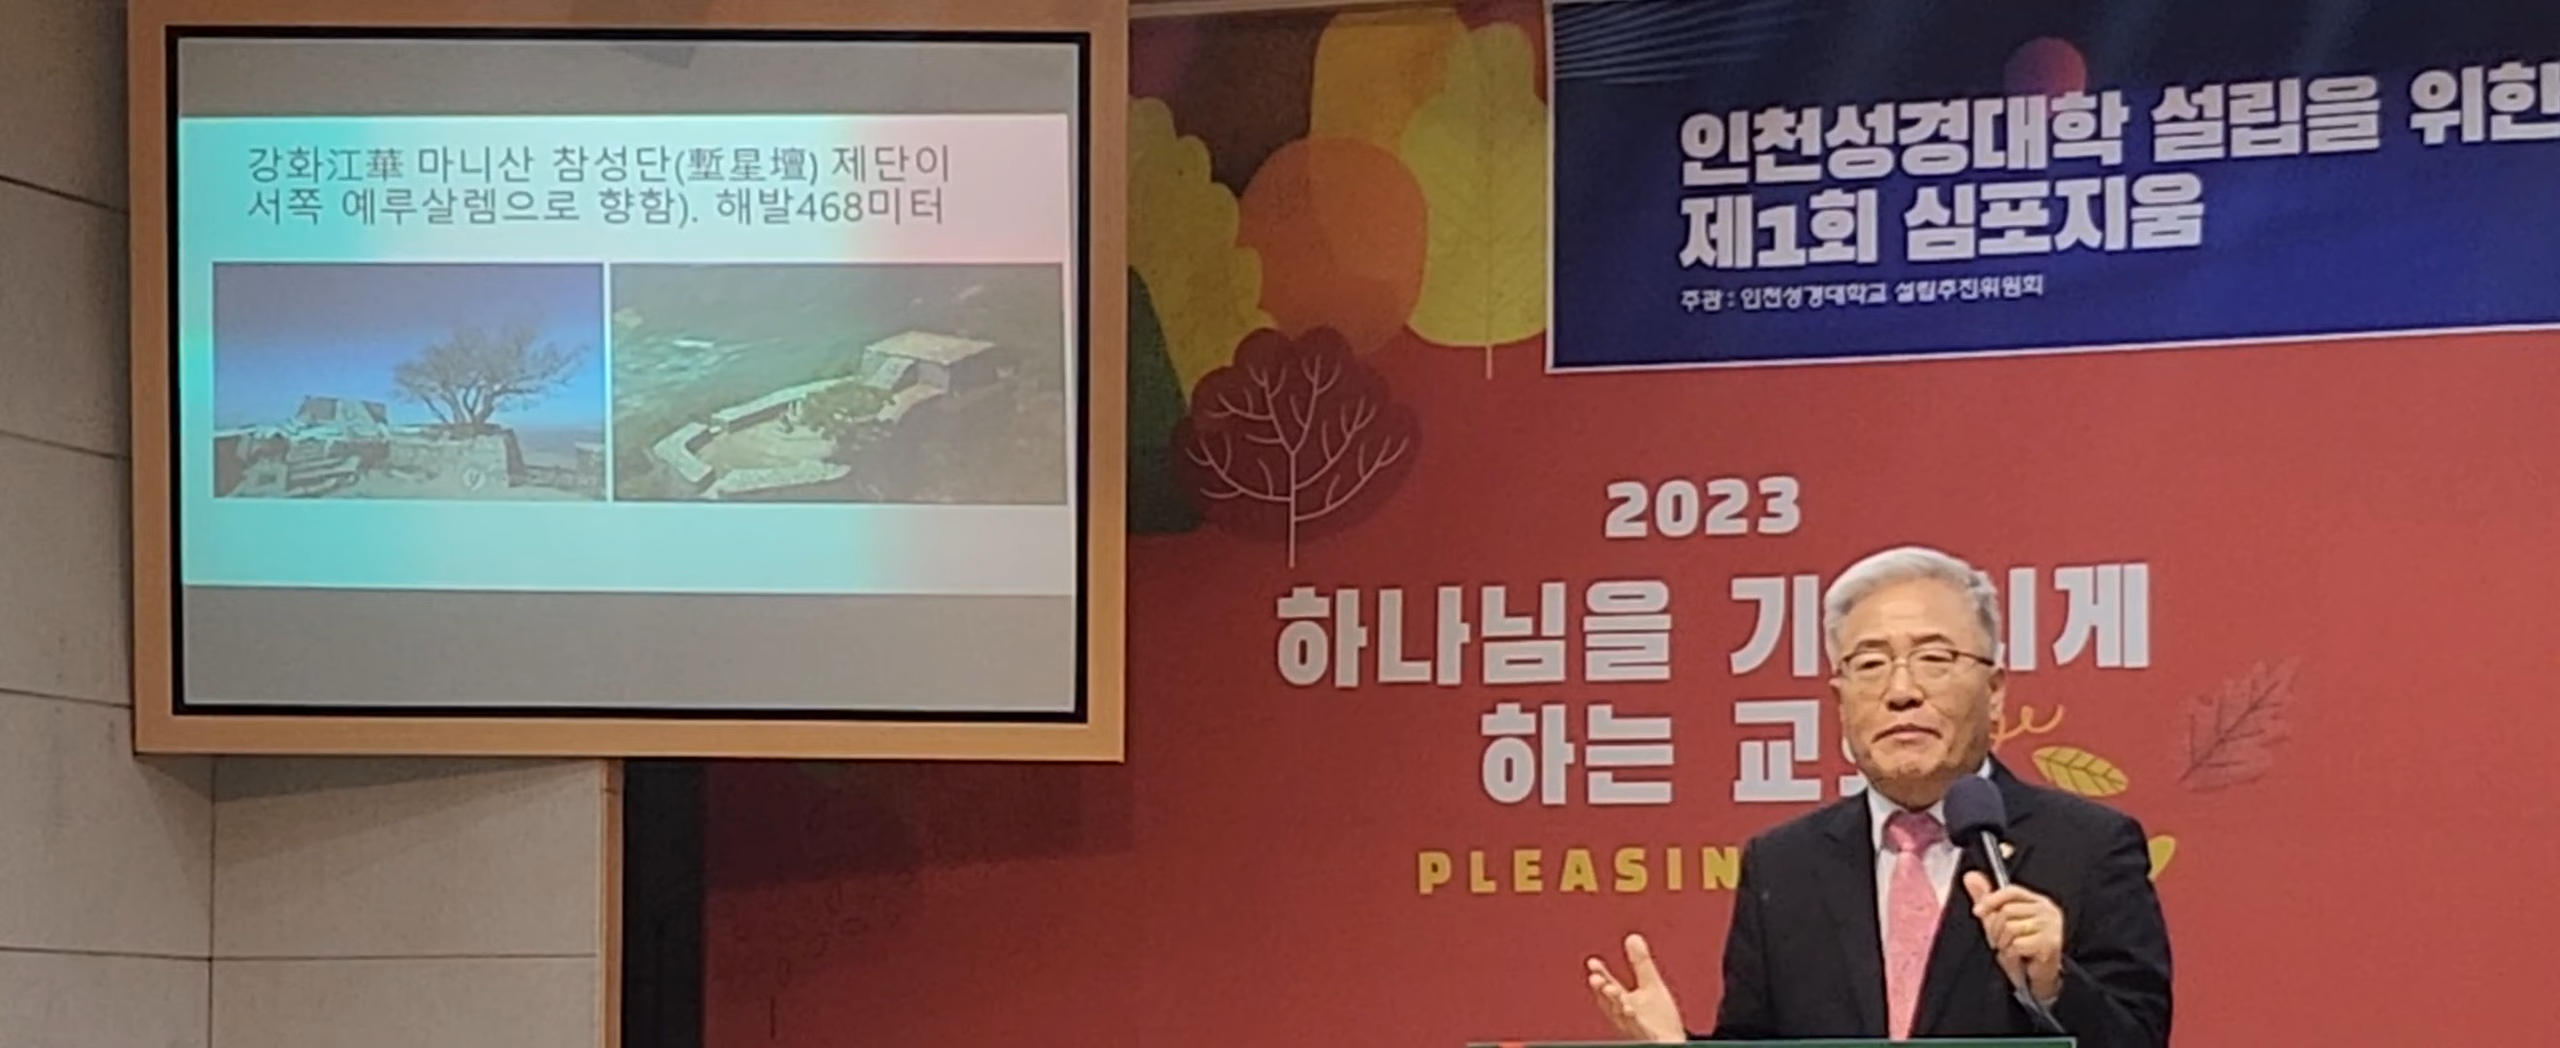 강화江華 마니산 참성단(塹星壇) 제단이
서쪽 예루살렘으로 향함). 해발468미터
인천성경대학 설립을 위한
제1회 심포지움
주관 : 인천성경대학교 설립추진위원회
2023
하나님을
하는